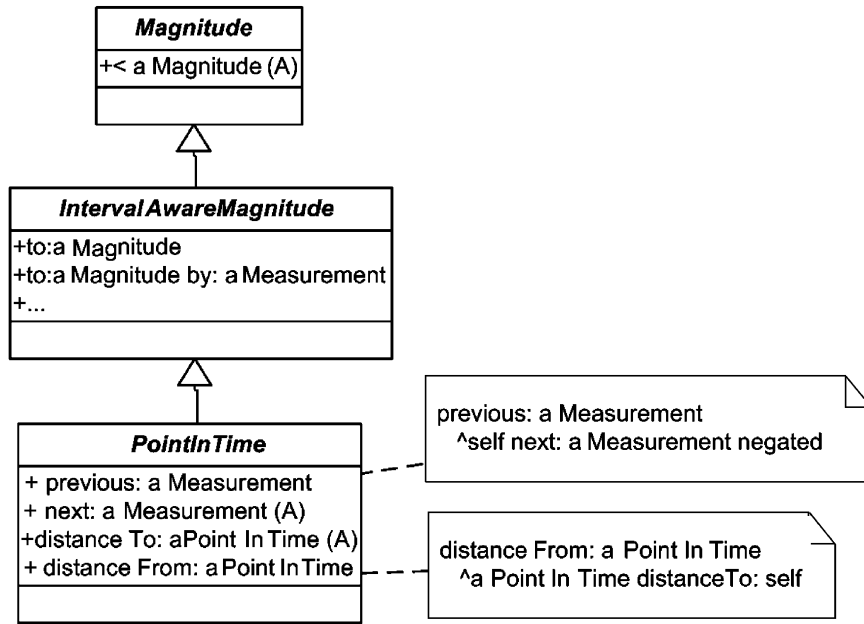 Magnitude
+< a Magnitude (A)
IntervalAwareMagnitude
+to:a Magnitude
+to:a Magnitude by: a Measurement
+...
PointInTime
+ previous: a Measurement
+ next: a Measurement (A)
+distance To: aPoint In Time (A)
+ distance From: a Point In Time
previous: a Measurement
^self next: a Measurement negated
distance From: a Point In Time
^a Point In Time distanceTo: self